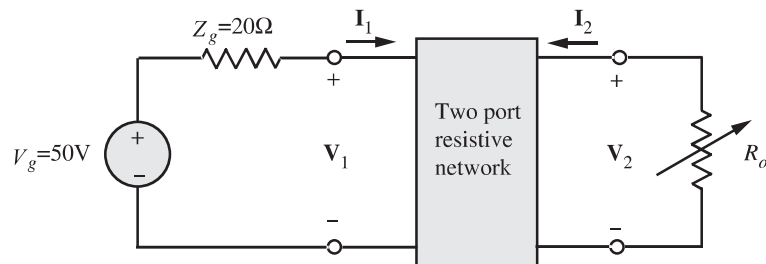 Z_g=20Ω
I_1
I_2
+
+
V_g=50V
+
−
V_1
Two port
resistive
network
V_2
R_o
−
−